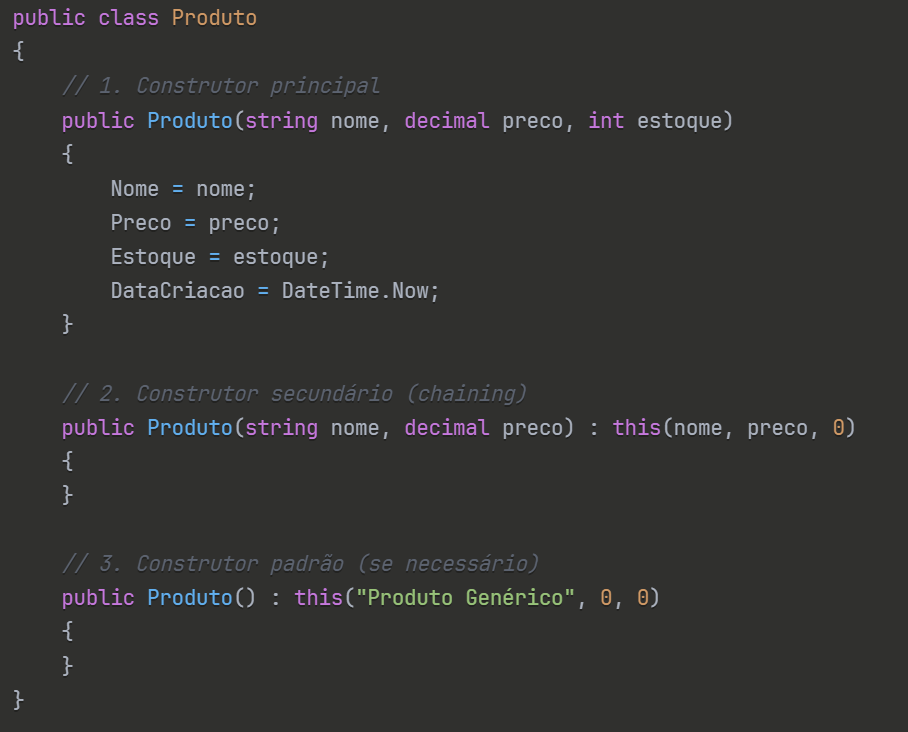 public class Produto
{
    // 1. Construtor principal
    public Produto(string nome, decimal preco, int estoque)
    {
        Nome = nome;
        Preco = preco;
        Estoque = estoque;
        DataCriacao = DateTime.Now;
    }

    // 2. Construtor secundário (chaining)
    public Produto(string nome, decimal preco) : this(nome, preco, 0)
    {
    }

    // 3. Construtor padrão (se necessário)
    public Produto() : this("Produto Genérico", 0, 0)
    {
    }
}